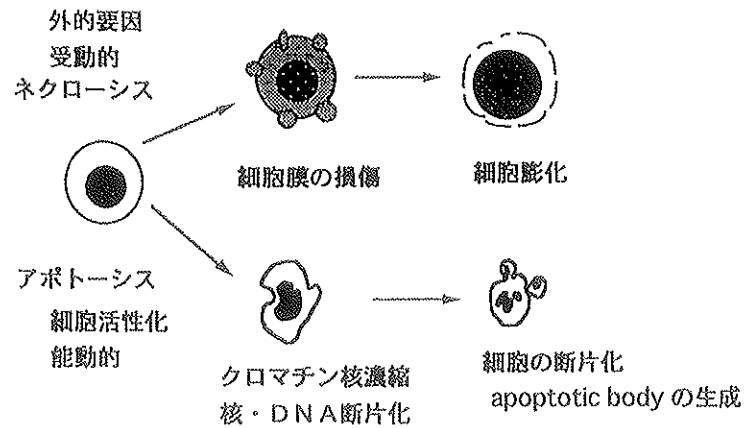 外的要因
受動的
ネクローシス
細胞膜の損傷
細胞膨化
アポトーシス
細胞活性化
能動的
クロマチン核濃縮
核・DNA断片化
細胞の断片化
apoptotic body の生成